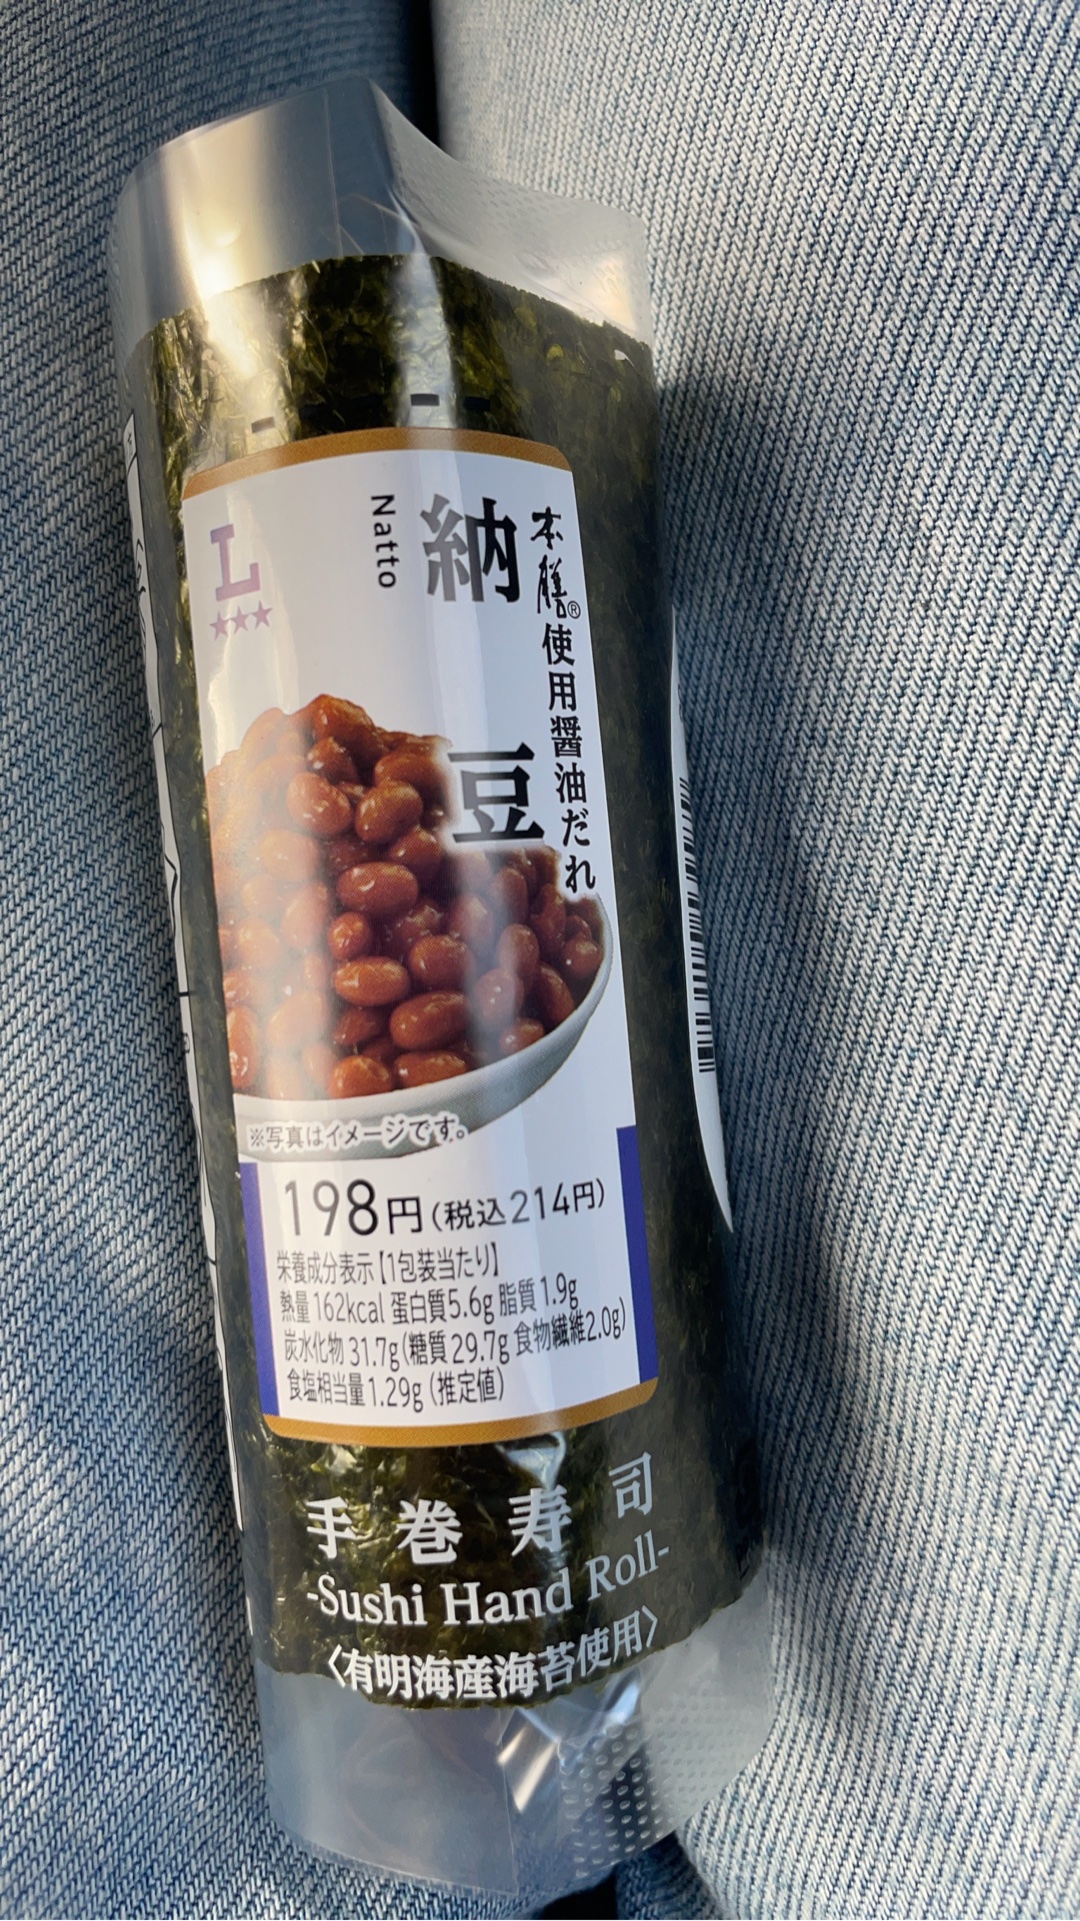 本膳®使用醤油だれ
納豆
Natto
L
★★★
※写真はイメージです。
198円(税込214円)
栄養成分表示【1包装当たり】
熱量162kcal 蛋白質5.6g 脂質1.9g
炭水化物31.7g(糖質29.7g 食物繊維2.0g)
食塩相当量1.29g(推定値)
手巻寿司
-Sushi Hand Roll-
〈有明海産海苔使用〉